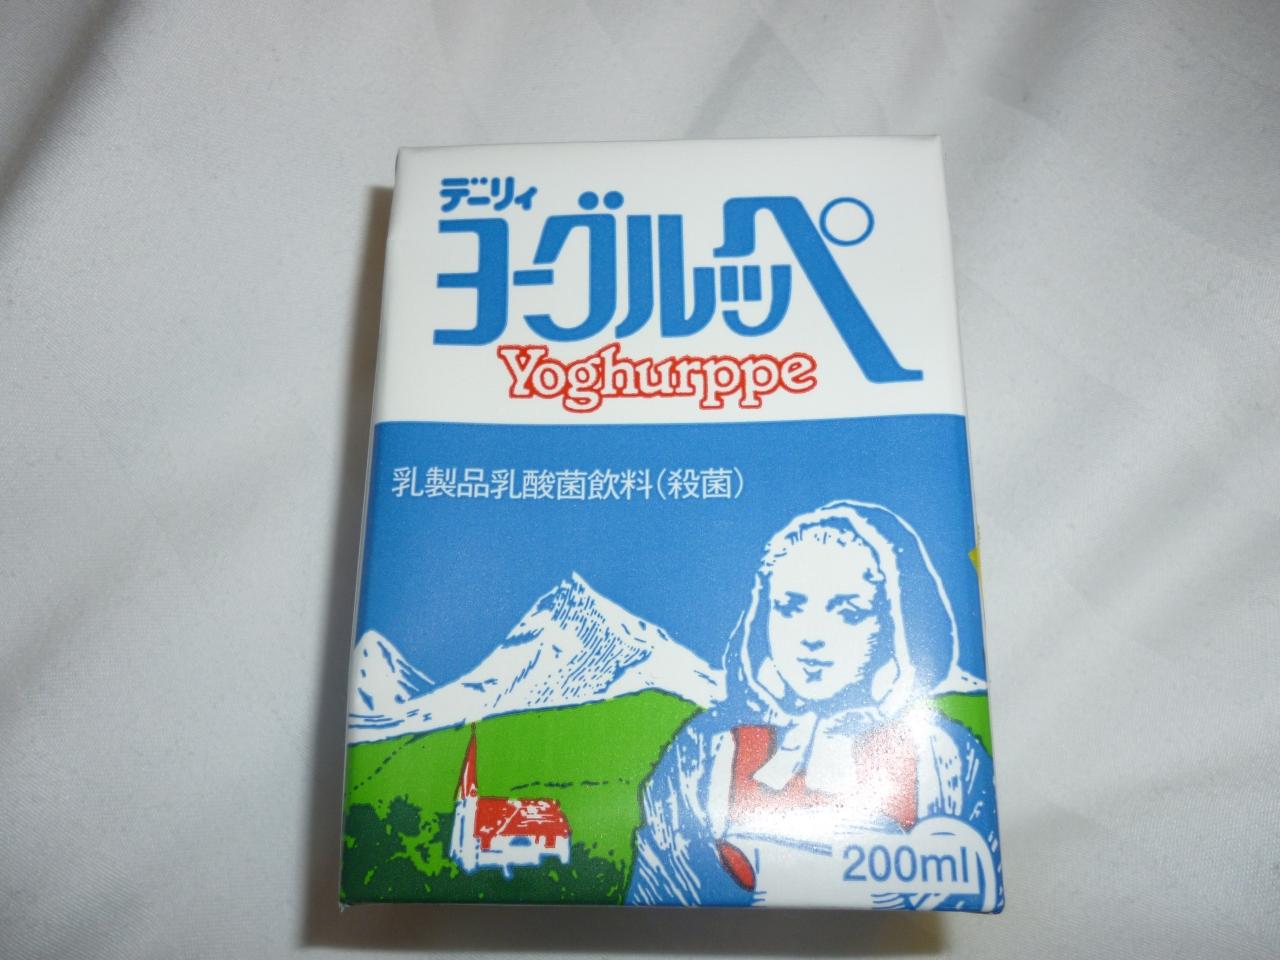 デーリィ
ヨーグルッペ
Yoghurppe
乳製品乳酸菌飲料(殺菌)
200ml